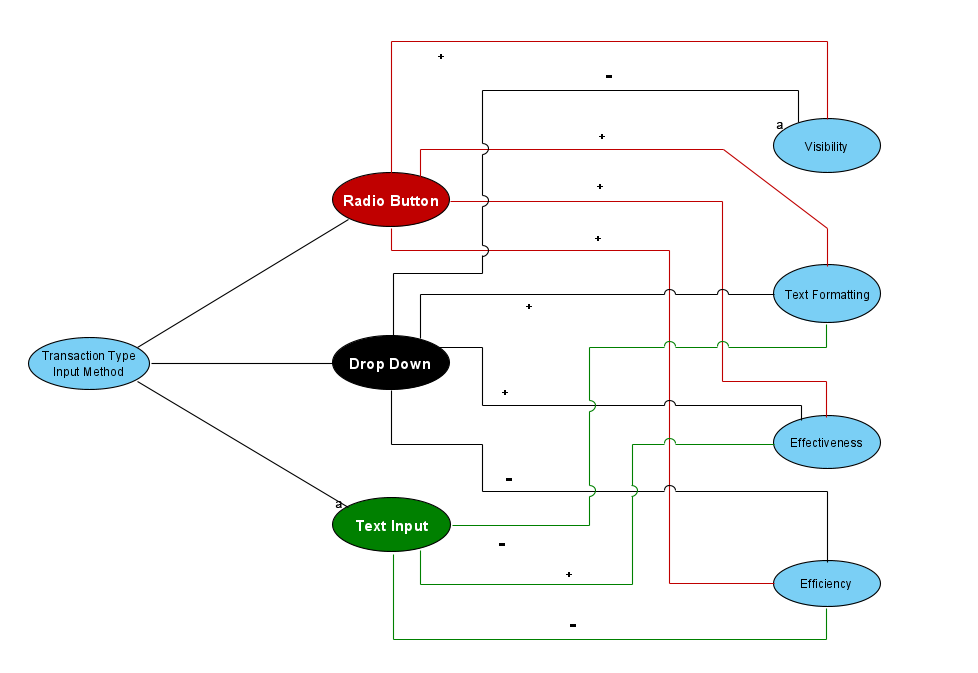 +
-
a
Visibility
+
Radio Button
+
+
Text Formatting
+
Transaction Type
Input Method
Drop Down
+
Effectiveness
-
a
Text Input
-
+
Efficiency
-